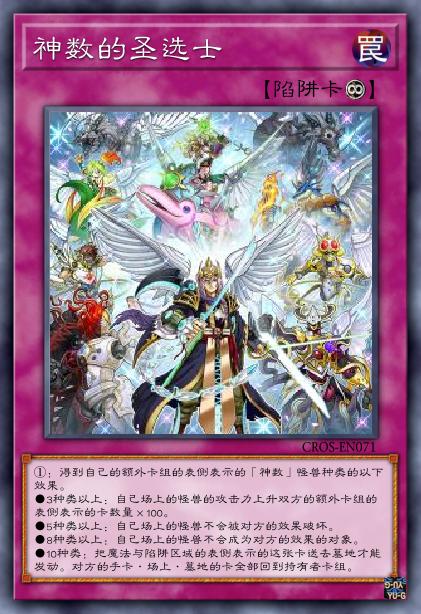 神数的圣选士
罠
【陷阱卡♾】
CROS-EN071
①：得到自己的额外卡组的表侧表示的「神数」怪兽种类的以下
效果。
●3种类以上：自己场上的怪兽的攻击力上升双方的额外卡组的
表侧表示的卡数量×100。
●5种类以上：自己场上的怪兽不会被对方的效果破坏。
●8种类以上：自己场上的怪兽不会成为对方的效果的对象。
●10种类：把魔法与陷阱区域的表侧表示的这张卡送去墓地才能
发动。对方的手卡·场上·墓地的卡全部回到持有者卡组。